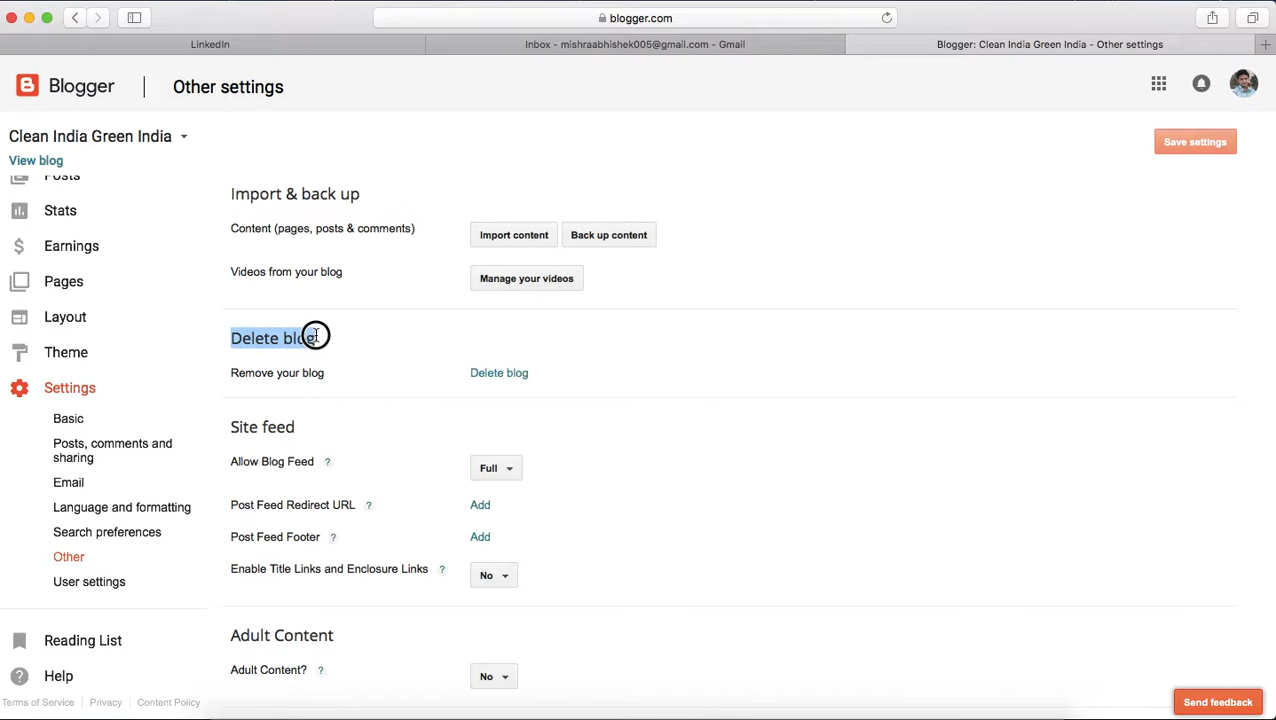 blogger.com
LinkedIn
Inbox - mishraabhishek005@gmail.com - Gmail
Blogger: Clean India Green India - Other settings
Blogger
Other settings
Clean India Green India
View blog
Save settings
Posts
Stats
Earnings
Pages
Layout
Theme
Settings
Basic
Posts, comments and
sharing
Email
Language and formatting
Search preferences
Other
User settings
Reading List
Help
Terms of Service
Privacy
Content Policy
Import & back up
Content (pages, posts & comments)
Import content
Back up content
Videos from your blog
Manage your videos
Delete blog
Remove your blog
Delete blog
Site feed
Allow Blog Feed ?
Full
Post Feed Redirect URL ?
Add
Post Feed Footer ?
Add
Enable Title Links and Enclosure Links ?
No
Adult Content
Adult Content? ?
No
Send feedback